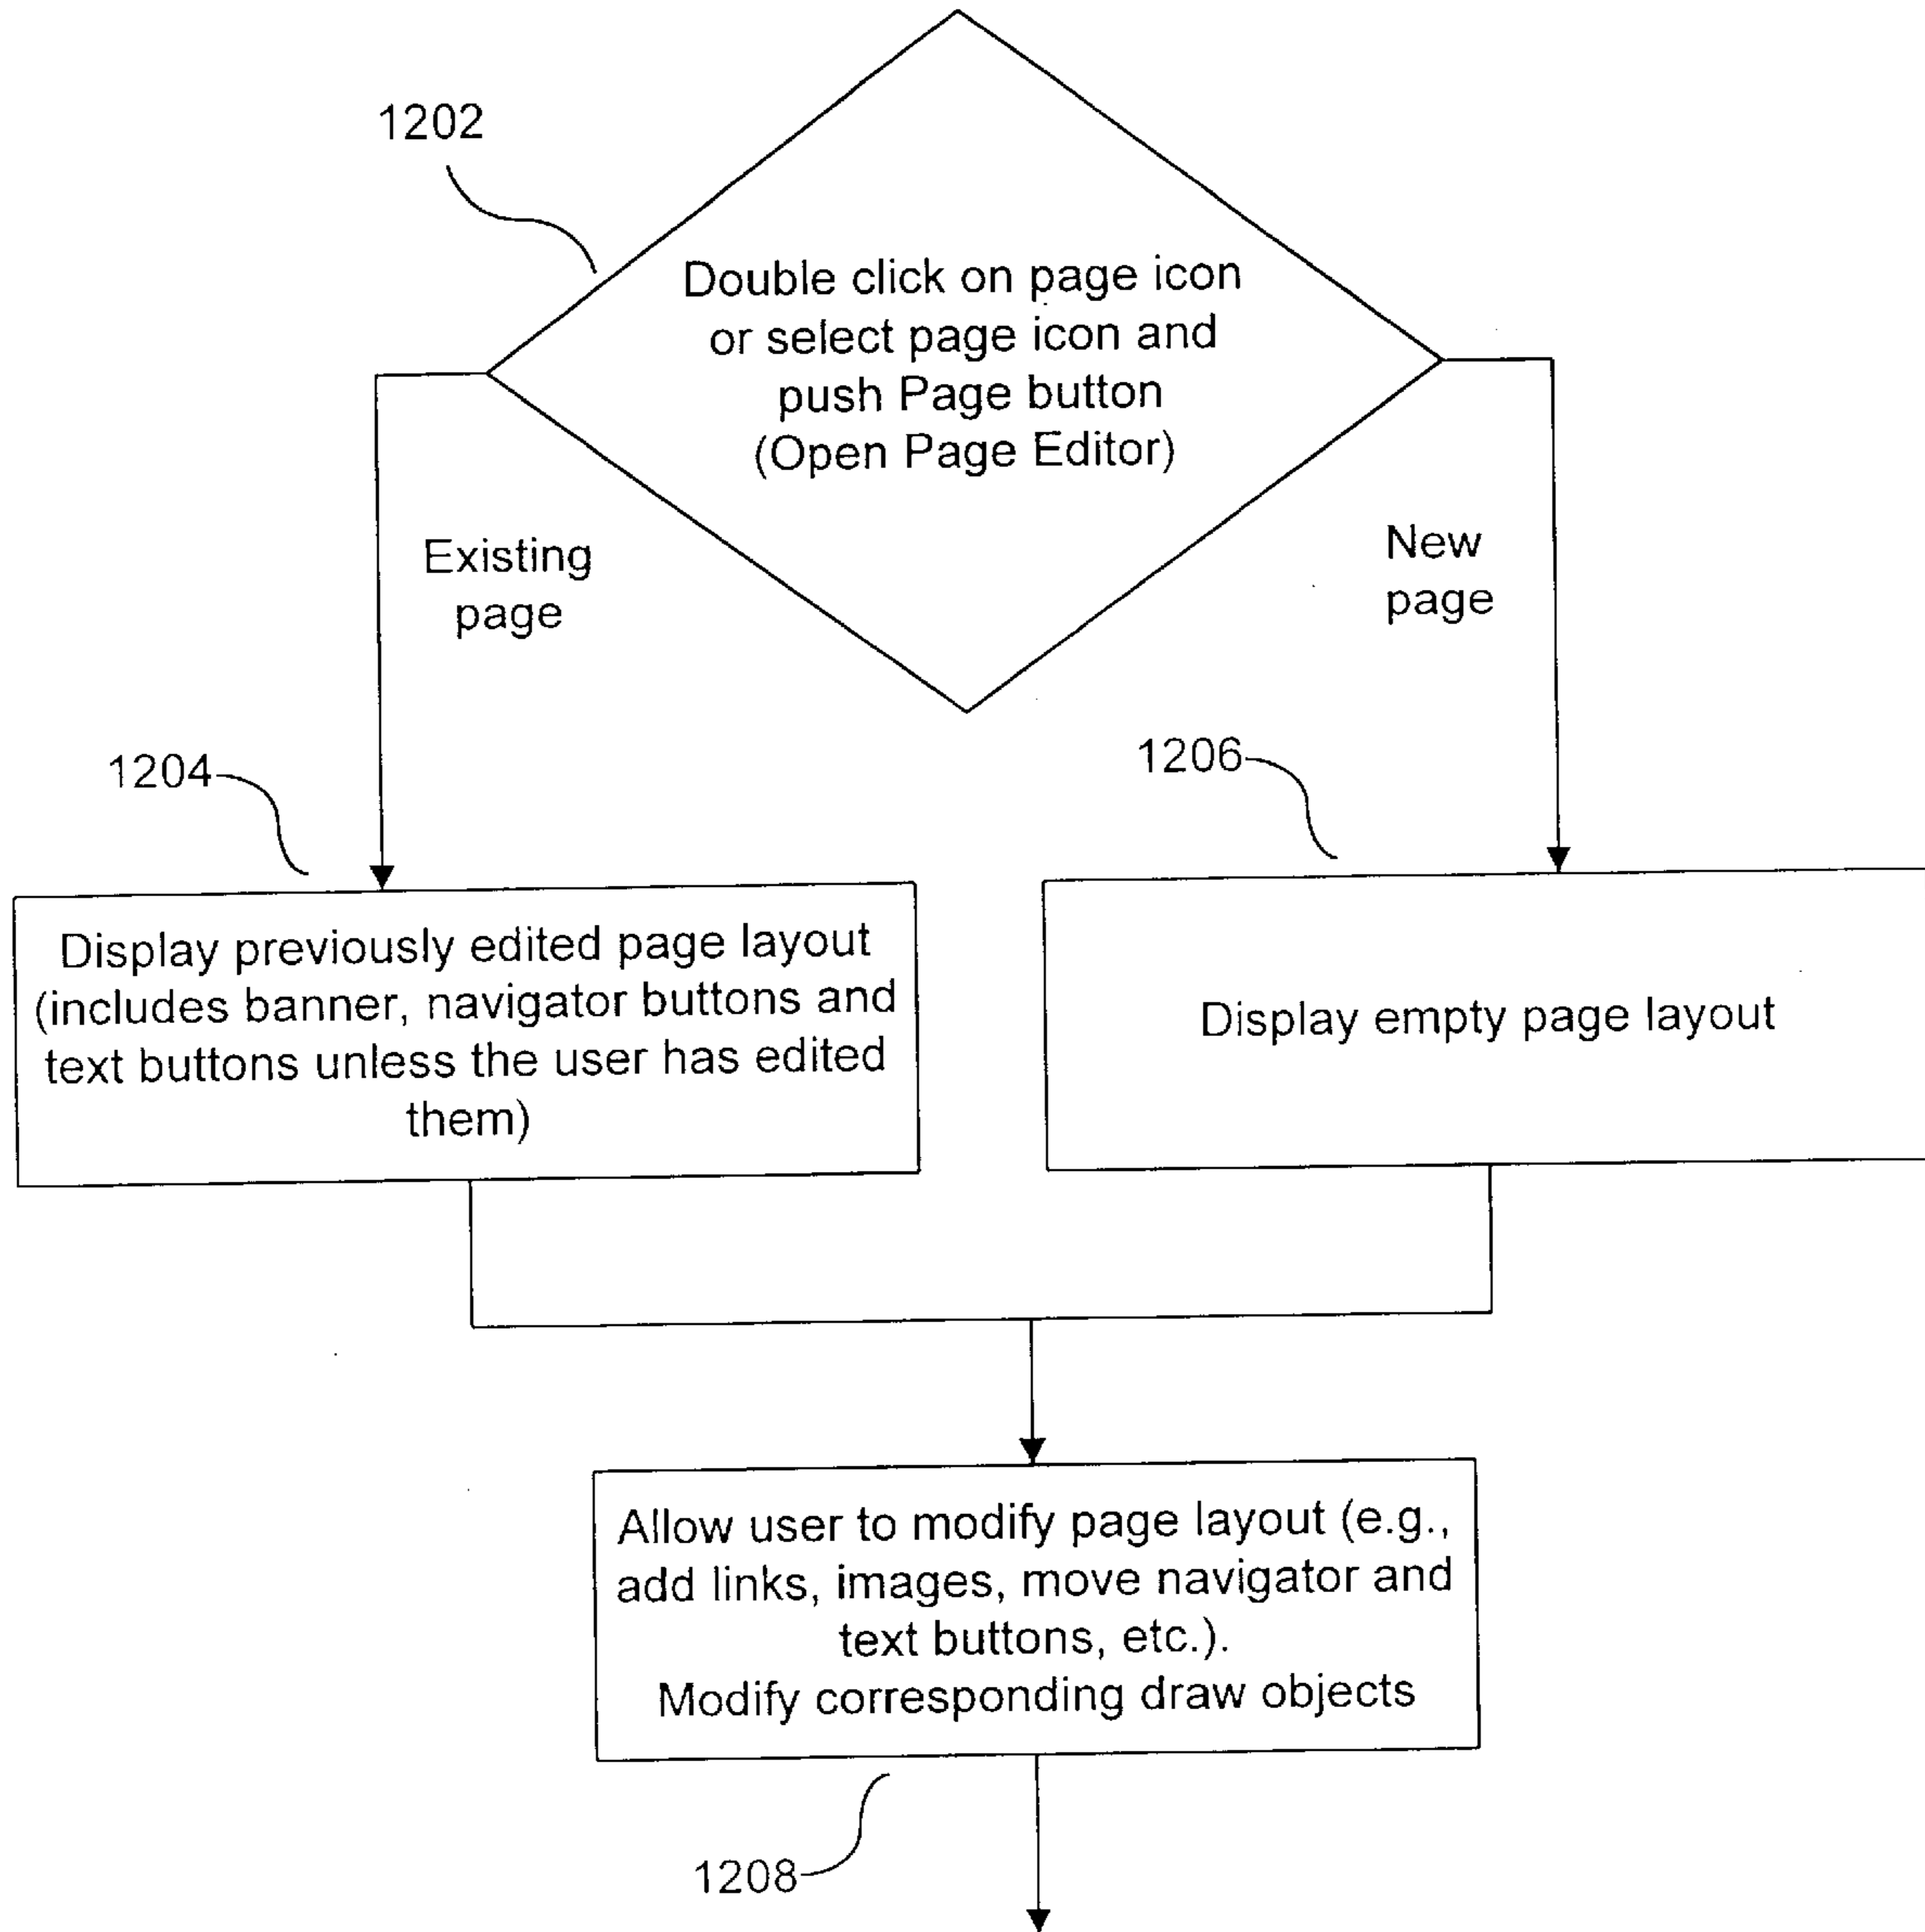 1202
Double click on page icon
or select page icon and
push Page button
(Open Page Editor)
Existing
page
New
page
1204
1206
Display previously edited page layout
(includes banner, navigator buttons and
text buttons unless the user has edited
them)
Display empty page layout
Allow user to modify page layout (e.g.,
add links, images, move navigator and
text buttons, etc.).
Modify corresponding draw objects
1208